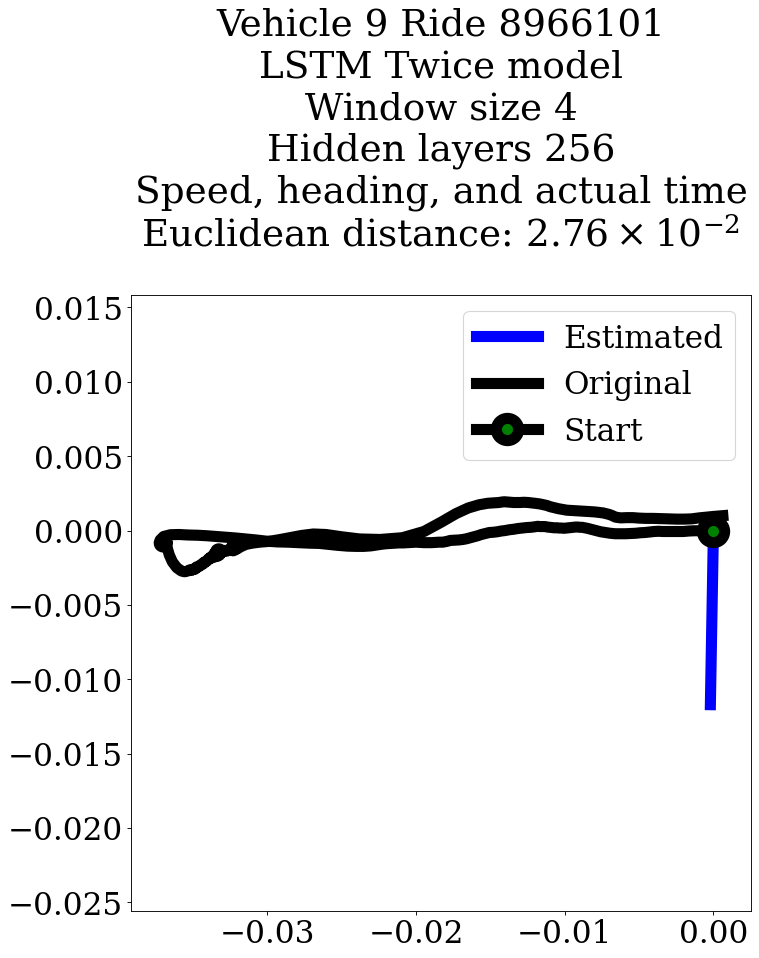 Vehicle 9 Ride 8966101
LSTM Twice model
Window size 4
Hidden layers 256
Speed, heading, and actual time
Euclidean distance: 2.76 × 10⁻²
Estimated
Original
Start
0.015
0.010
0.005
0.000
−0.005
−0.010
−0.015
−0.020
−0.025
−0.03 −0.02 −0.01 0.00